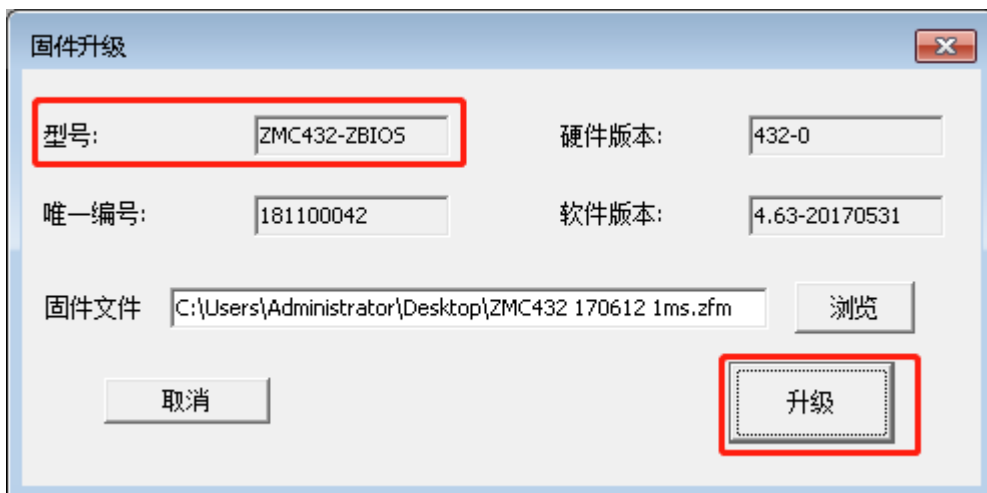 固件升级
型号: ZMC432-ZBIOS 硬件版本: 432-0
唯一编号: 181100042 软件版本: 4.63-20170531
固件文件 C:\Users\Administrator\Desktop\ZMC432 170612 1ms.zfm 浏览
取消 升级